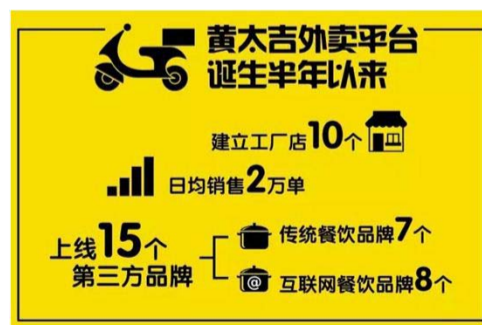 黄太吉外卖平台
诞生半年以来
建立工厂店10个
日均销售2万单
上线15个
第三方品牌
传统餐饮品牌7个
@
互联网餐饮品牌8个